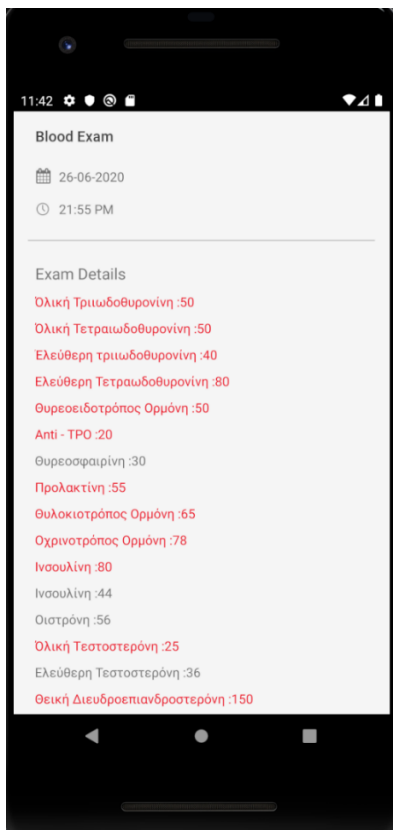 11:42
Blood Exam
26-06-2020
21:55 PM
Exam Details
Όλική Τριιωδοθυρονίνη :50
Όλική Τετραιωδοθυρονίνη :50
Έλεύθερη τριιωδοθυρονίνη :40
Ελεύθερη Τετραωδοθυρονίνη :80
Θυρεοειδοτρόπος Ορμόνη :50
Anti - TPO :20
Θυρεοσφαιρίνη :30
Προλακτίνη :55
Θυλοκιοτρόπος Ορμόνη :65
Οχρινοτρόπος Ορμόνη :78
Ινσουλίνη :80
Ινσουλίνη :44
Οιστρόνη :56
Όλική Τεστοστερόνη :25
Ελεύθερη Τεστοστερόνη :36
Θεική Διευδροεπιανδροστερόνη :150